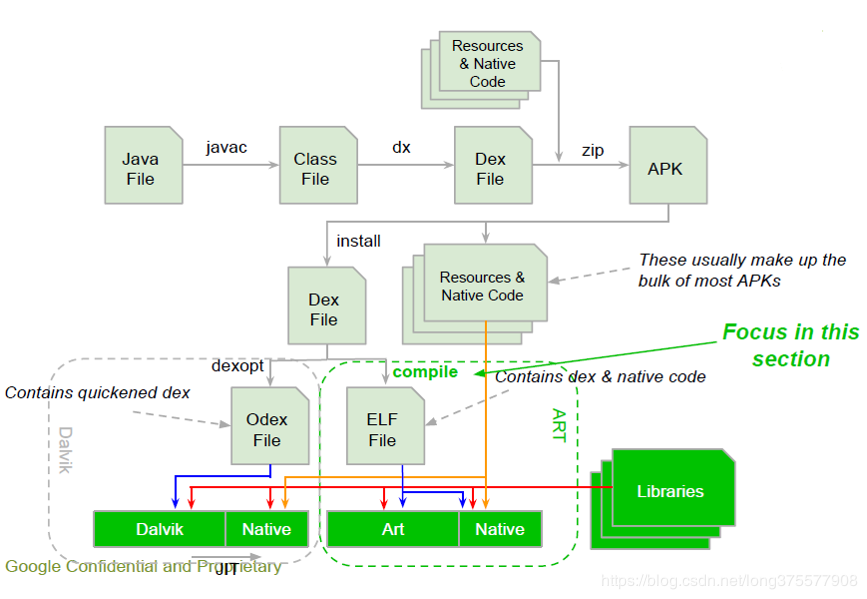 Resources
& Native
Code
Java
File
javac
Class
File
dx
Dex
File
zip
APK
install
Dex
File
Resources &
Native Code
These usually make up the
bulk of most APKs
Focus in this
section
dexopt
compile
Contains quickened dex
Contains dex & native code
Odex
File
ELF
File
Dalvik
ART
Libraries
Dalvik
Native
Art
Native
JIT
Google Confidential and Proprietary
https://blog.csdn.net/long375577908